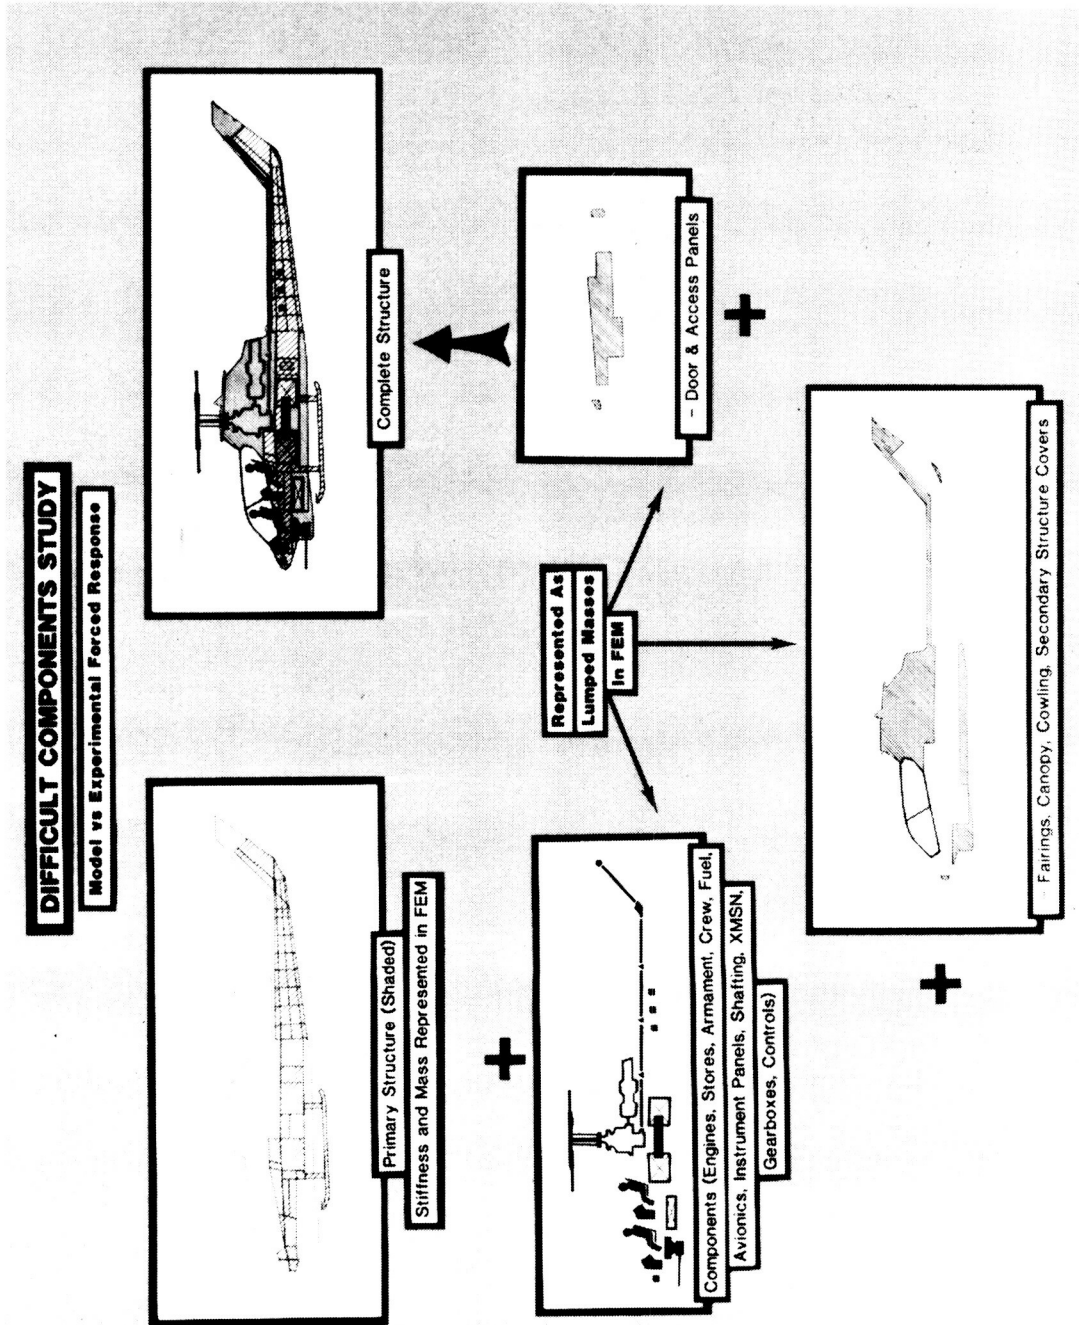 DIFFICULT COMPONENTS STUDY
Model vs Experimental Forced Response
Primary Structure (Shaded)
Stiffness and Mass Represented in FEM
+
Components (Engines, Stores, Armament, Crew, Fuel,
Avionics, Instrument Panels, Shafting, XMSN,
Gearboxes, Controls)
+
- Fairings, Canopy, Cowling, Secondary Structure Covers
+
- Door & Access Panels
Represented As
Lumped Masses
In FEM
Complete Structure